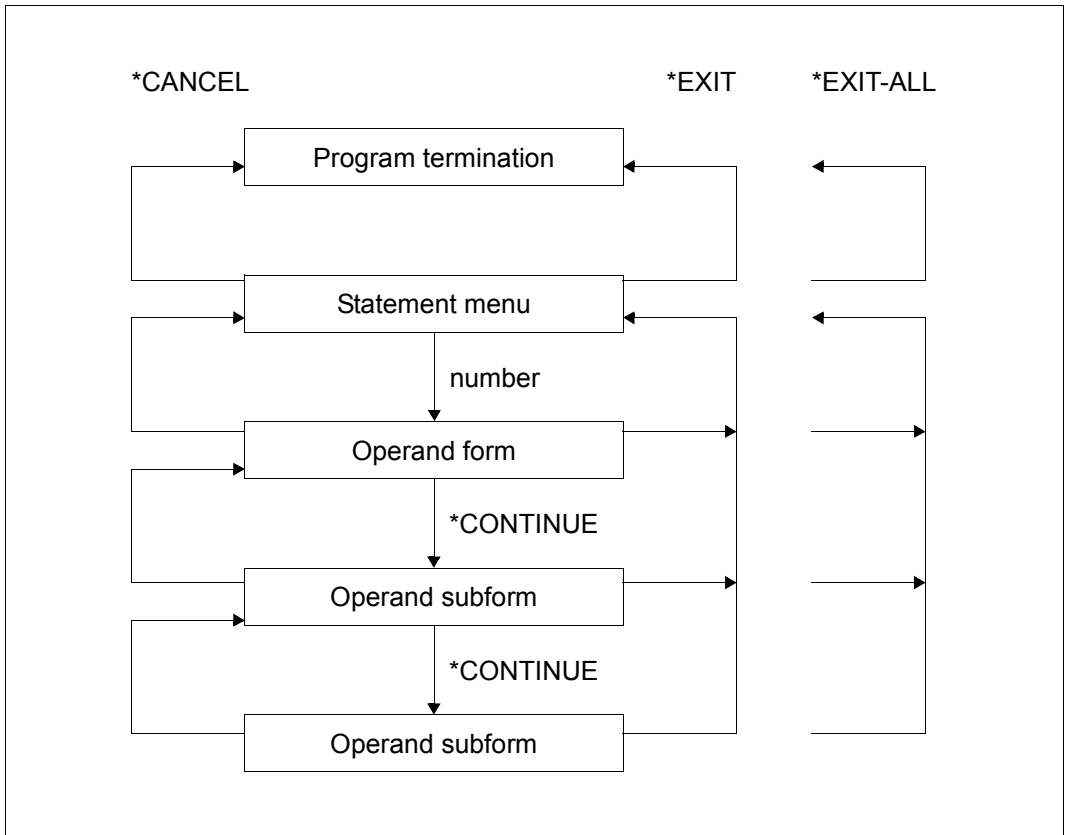 *CANCEL *EXIT *EXIT-ALL
Program termination
Statement menu
number
Operand form
*CONTINUE
Operand subform
*CONTINUE
Operand subform